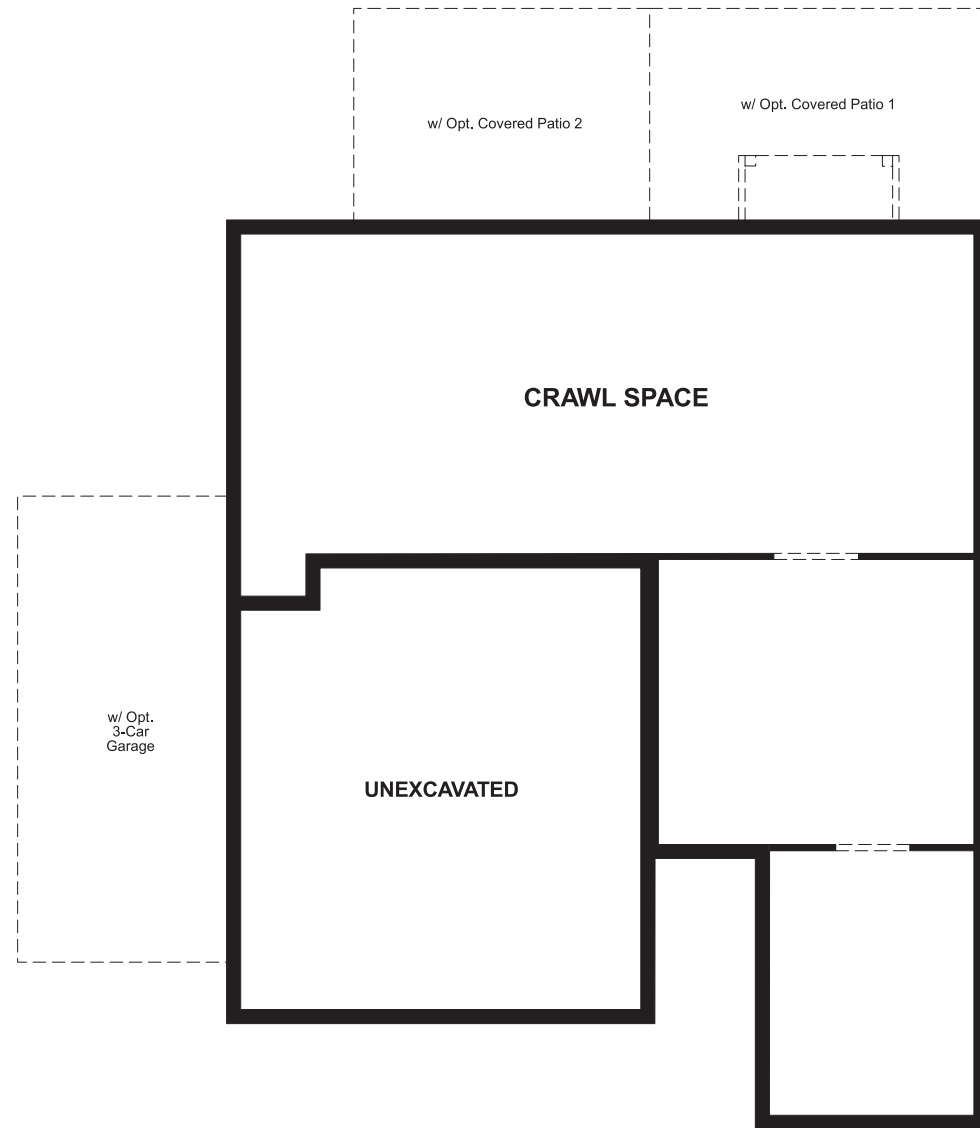 w/ Opt. Covered Patio 1
w/ Opt. Covered Patio 2
CRAWL SPACE
w/ Opt.
3-Car
Garage
UNEXCAVATED